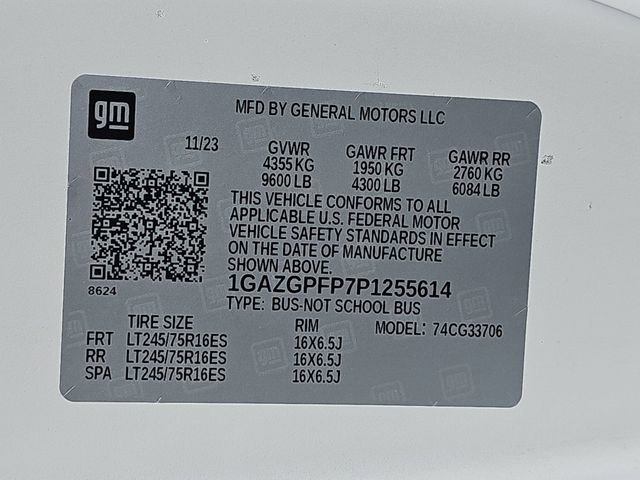 gm
MFD BY GENERAL MOTORS LLC
11/23
GVWR GAWR FRT GAWR RR
4355 KG 1950 KG 2760 KG
9600 LB 4300 LB 6084 LB
THIS VEHICLE CONFORMS TO ALL
APPLICABLE U.S. FEDERAL MOTOR
VEHICLE SAFETY STANDARDS IN EFFECT
ON THE DATE OF MANUFACTURE
SHOWN ABOVE.
8624
1GAZGPFP7P1255614
TYPE: BUS-NOT SCHOOL BUS
TIRE SIZE RIM MODEL: 74CG33706
FRT LT245/75R16ES 16X6.5J
RR LT245/75R16ES 16X6.5J
SPA LT245/75R16ES 16X6.5J